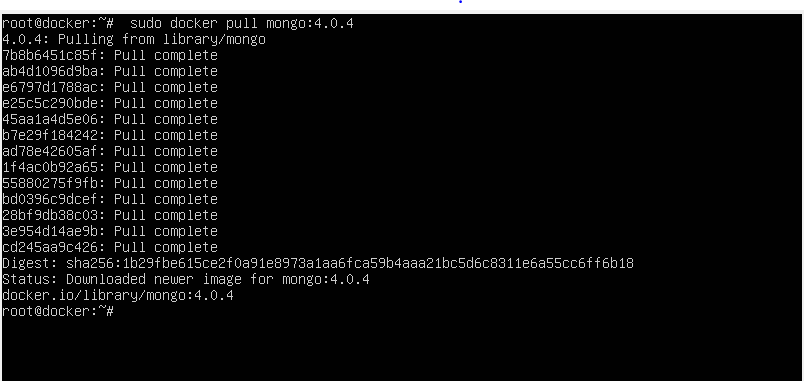 root@docker:~#  sudo docker pull mongo:4.0.4
4.0.4: Pulling from library/mongo
7b8b6451c85f: Pull complete
ab4d1096d9ba: Pull complete
e6797d1788ac: Pull complete
e25c5c290bde: Pull complete
45aa1a4d5e06: Pull complete
b7e29f184242: Pull complete
ad78e42605af: Pull complete
1f4ac0b92a65: Pull complete
55880275f9fb: Pull complete
bd0396c9dcef: Pull complete
28bf9db38c03: Pull complete
3e954d14ae9b: Pull complete
cd245aa9c426: Pull complete
Digest: sha256:1b29fbe615ce2f0a91e8973a1aa6fca59b4aaa21bc5d6c8311e6a55cc6ff6b18
Status: Downloaded newer image for mongo:4.0.4
docker.io/library/mongo:4.0.4
root@docker:~#